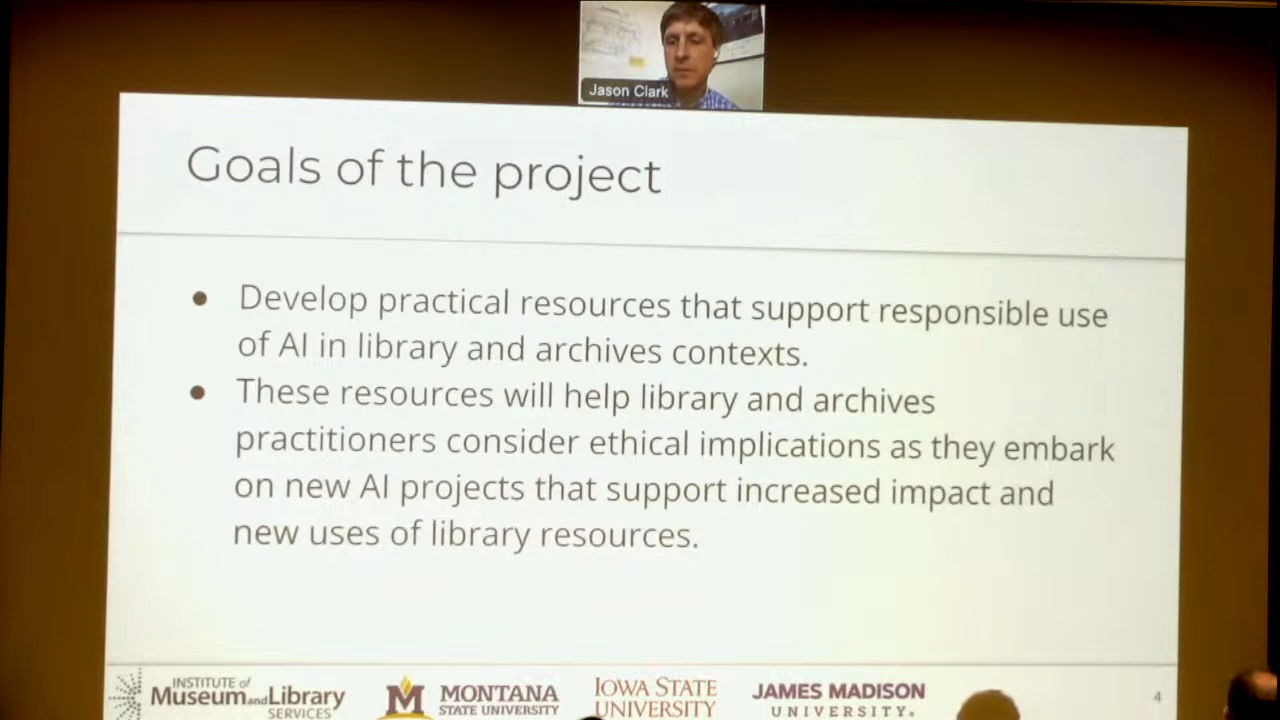 Jason Clark
Goals of the project
Develop practical resources that support responsible use
of AI in library and archives contexts.
These resources will help library and archives
practitioners consider ethical implications as they embark
on new AI projects that support increased impact and
new uses of library resources.
INSTITUTE of
Museum and Library
SERVICES
M MONTANA
STATE UNIVERSITY
IOWA STATE
UNIVERSITY
JAMES MADISON
UNIVERSITY.
4